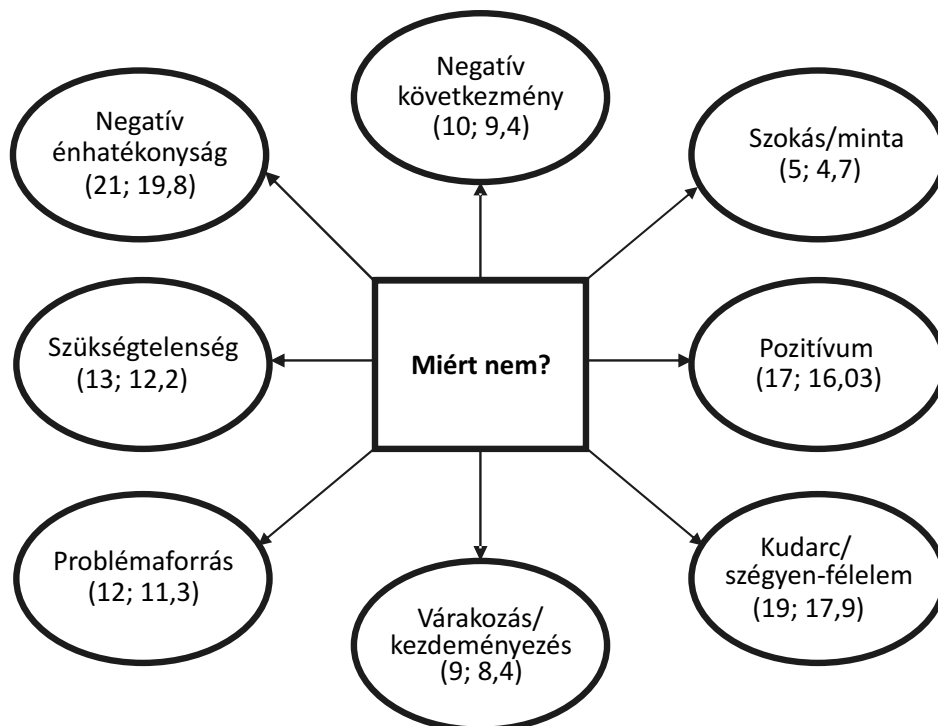 Negatív
következmény
(10; 9,4)
Negatív
énhatékonyság
(21; 19,8)
Szokás/minta
(5; 4,7)
Szükségtelenség
(13; 12,2)
Miért nem?
Pozitívum
(17; 16,03)
Problémaforrás
(12; 11,3)
Várakozás/
kezdeményezés
(9; 8,4)
Kudarc/
szégyen-félelem
(19; 17,9)